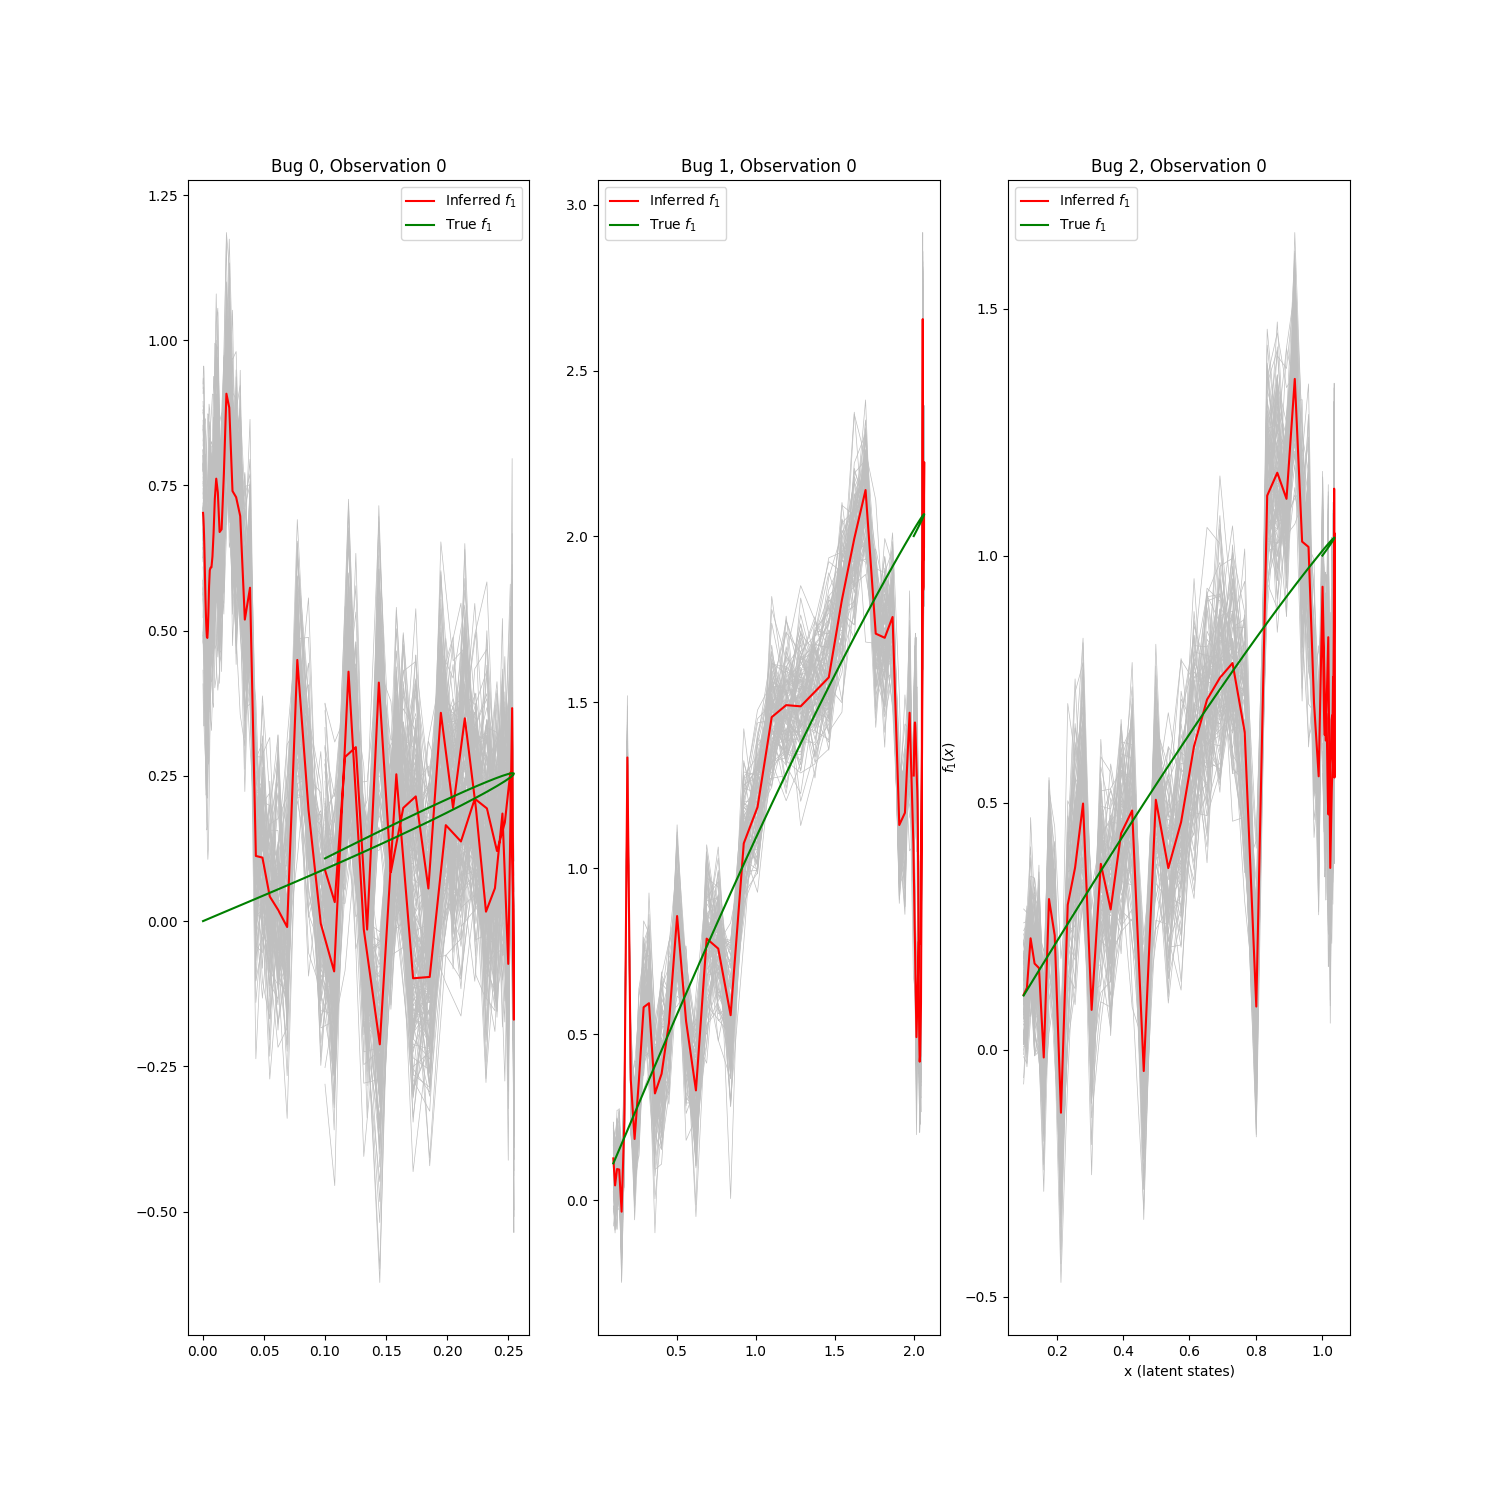 Bug 0, Observation 0
Inferred f₁
True f₁
1.25
1.00
0.75
0.50
0.25
0.00
−0.25
−0.50
0.00 0.05 0.10 0.15 0.20 0.25
Bug 1, Observation 0
Inferred f₁
True f₁
3.0
2.5
2.0
1.5
1.0
0.5
0.0
0.5 1.0 1.5 2.0
Bug 2, Observation 0
Inferred f₁
True f₁
f₁(x)
1.5
1.0
0.5
0.0
−0.5
0.2 0.4 0.6 0.8 1.0
x (latent states)